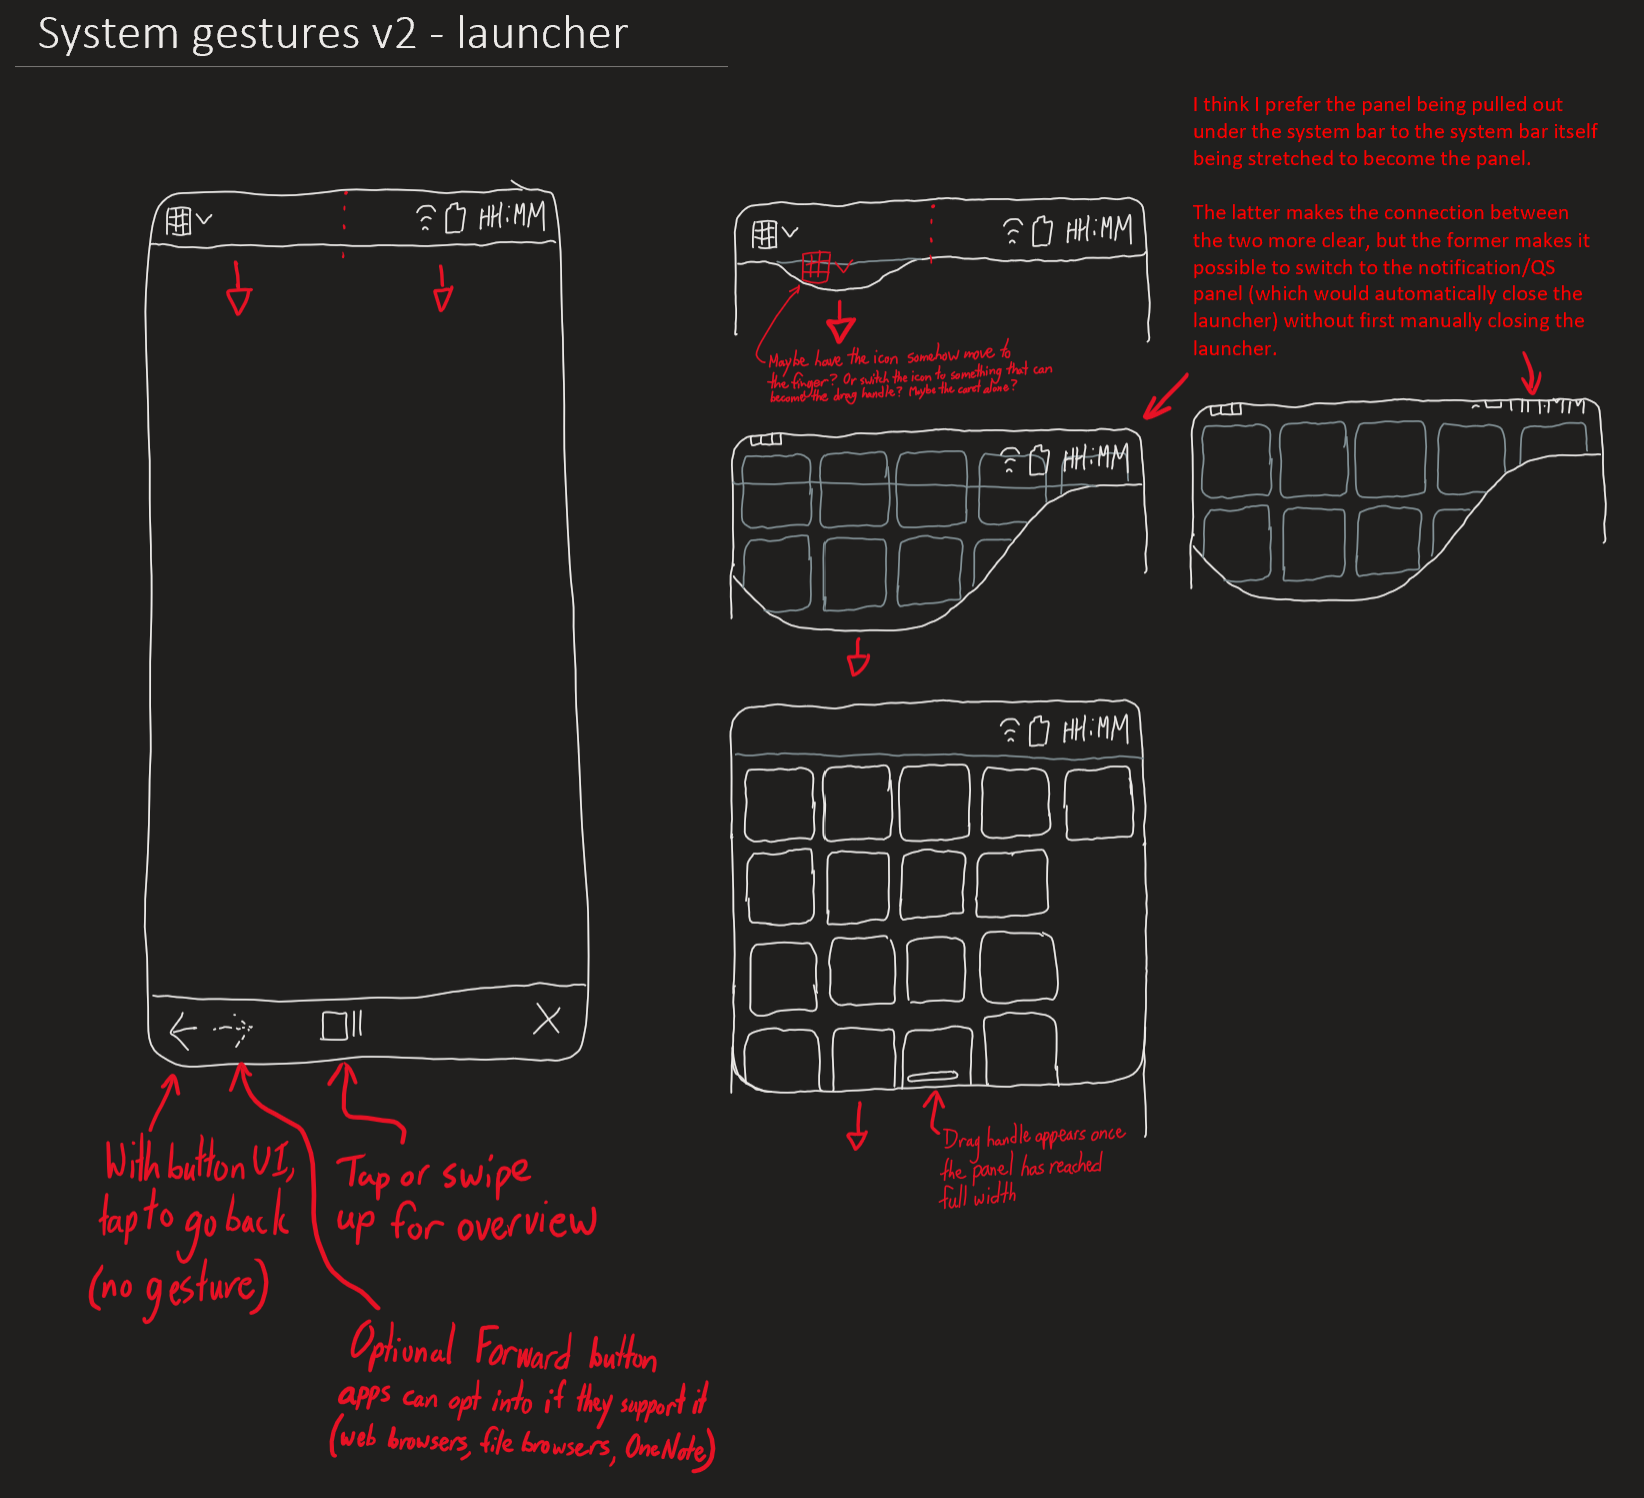 System gestures v2 - launcher
I think I prefer the panel being pulled out
under the system bar to the system bar itself
being stretched to become the panel.
The latter makes the connection between
the two more clear, but the former makes it
possible to switch to the notification/QS
panel (which would automatically close the
launcher) without first manually closing the
launcher.
HH:MM
HH:MM
Maybe have the icon somehow move to
the finger? Or switch the icon to something that can
become the drag handle? Maybe the caret alone?
HH:MM
HH:MM
HH:MM
Drag handle appears once
the panel has reached
full width
With button UI,
tap to go back
(no gesture)
Tap or swipe
up for overview
Optional Forward button
apps can opt into if they support it
(web browsers, file browsers, OneNote)